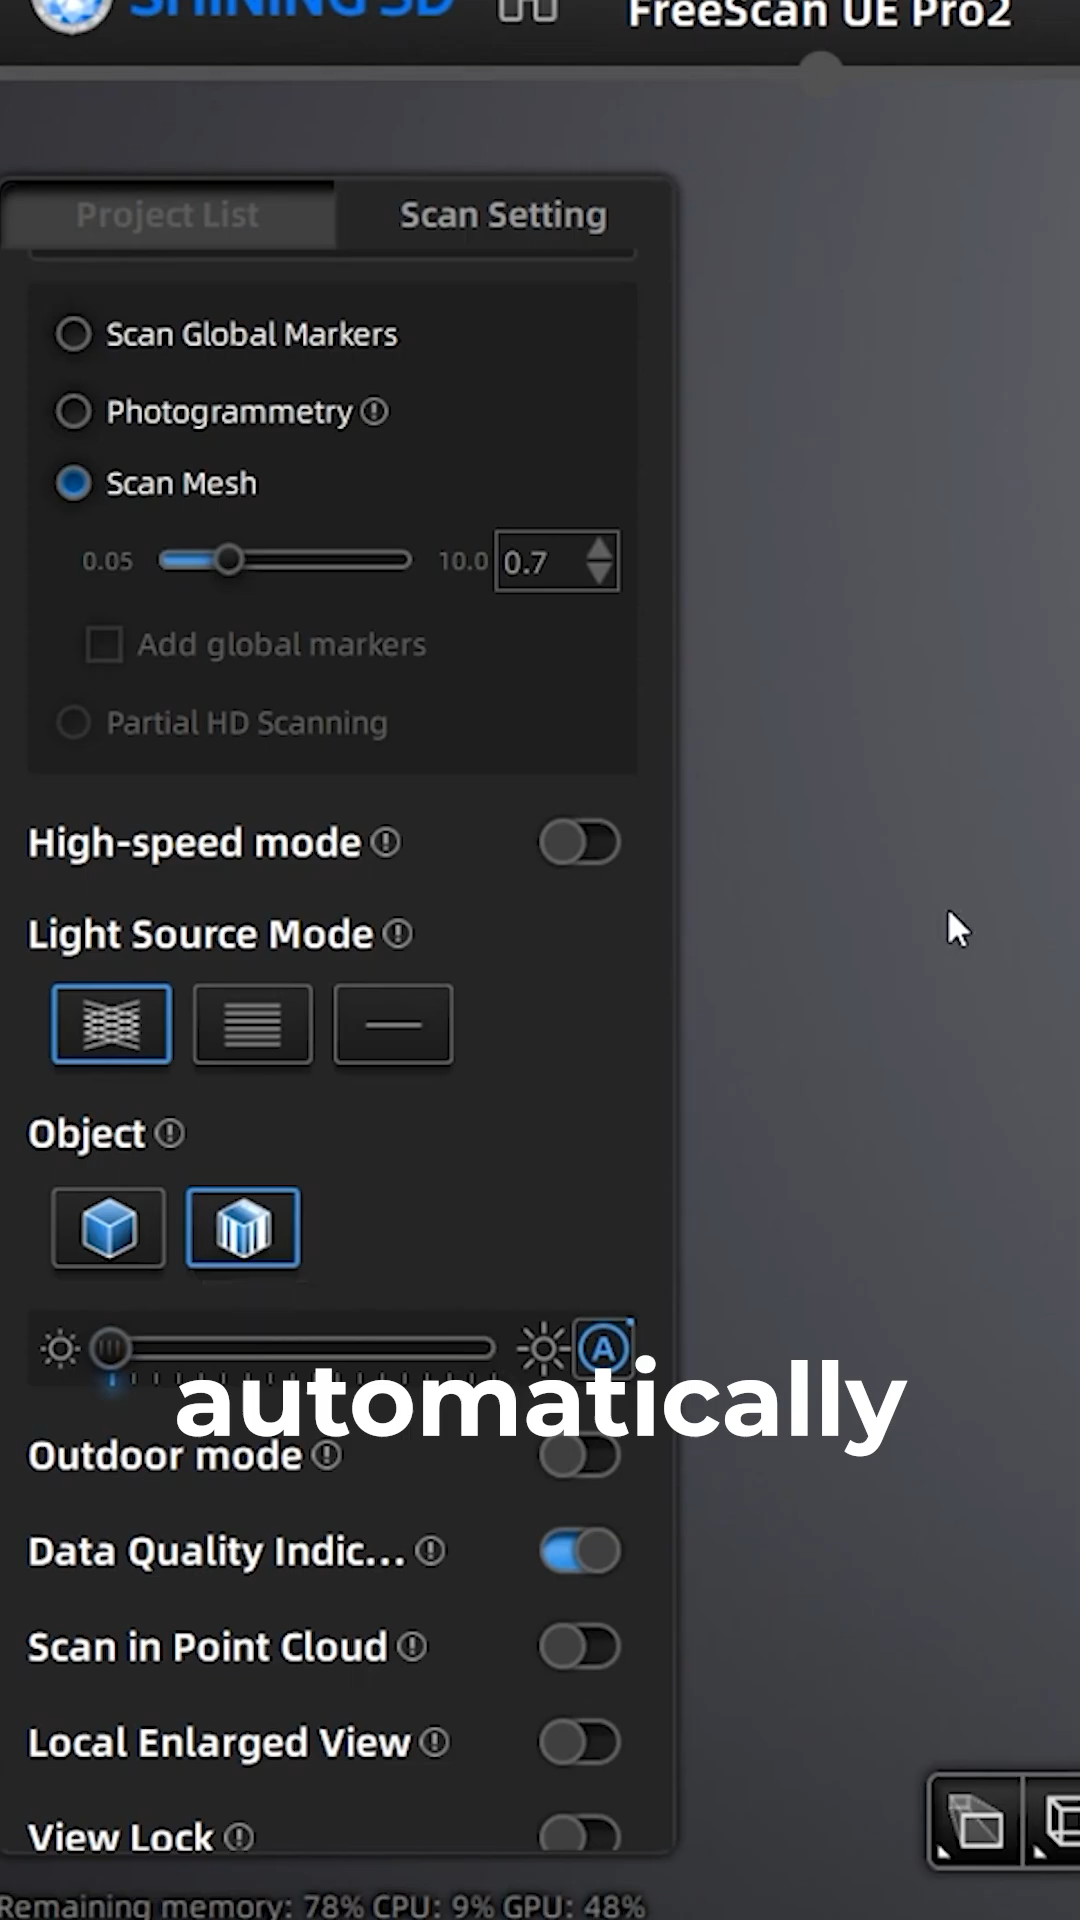 SHINING 3D
FreeScan UE Pro2
Project List
Scan Setting
Scan Global Markers
Photogrammetry
Scan Mesh
0.05
10.0
0.7
Add global markers
Partial HD Scanning
High-speed mode
Light Source Mode
Object
A
automatically
Outdoor mode
Data Quality Indic...
Scan in Point Cloud
Local Enlarged View
View Lock
Remaining memory: 78% CPU: 9% GPU: 48%